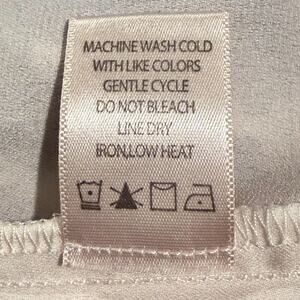 MACHINE WASH COLD
WITH LIKE COLORS
GENTLE CYCLE
DO NOT BLEACH
LINE DRY
IRON,LOW HEAT